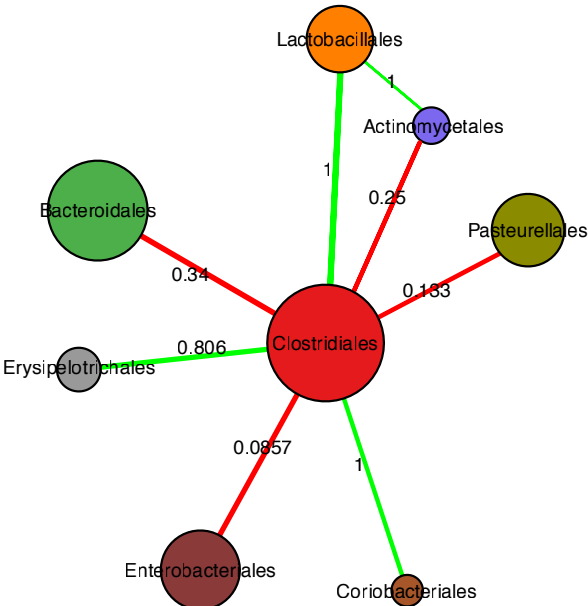 Lactobacillales
1
Actinomycetales
1
0.25
Bacteroidales
Pasteurellales
0.34
0.133
Clostridiales
0.806
Erysipelotrichales
0.0857
1
Enterobacteriales
Coriobacteriales